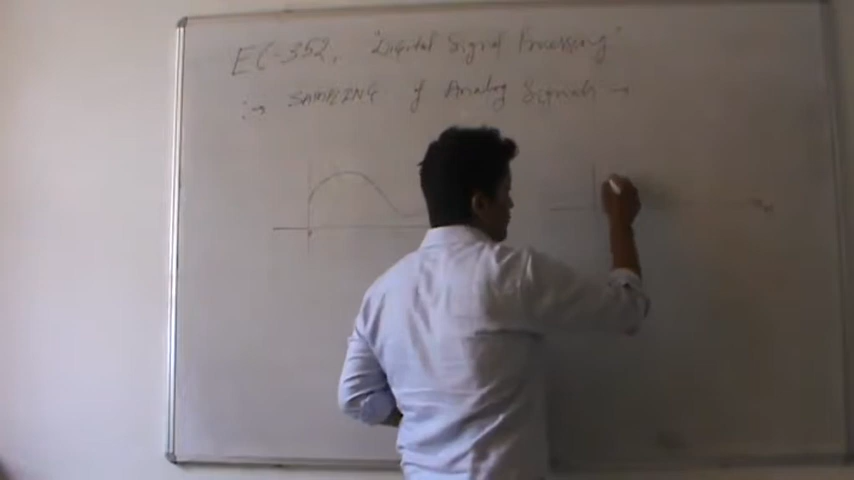 EC-352, "Digital Signal Processing"
:→ SAMPLING of Analog Signals →